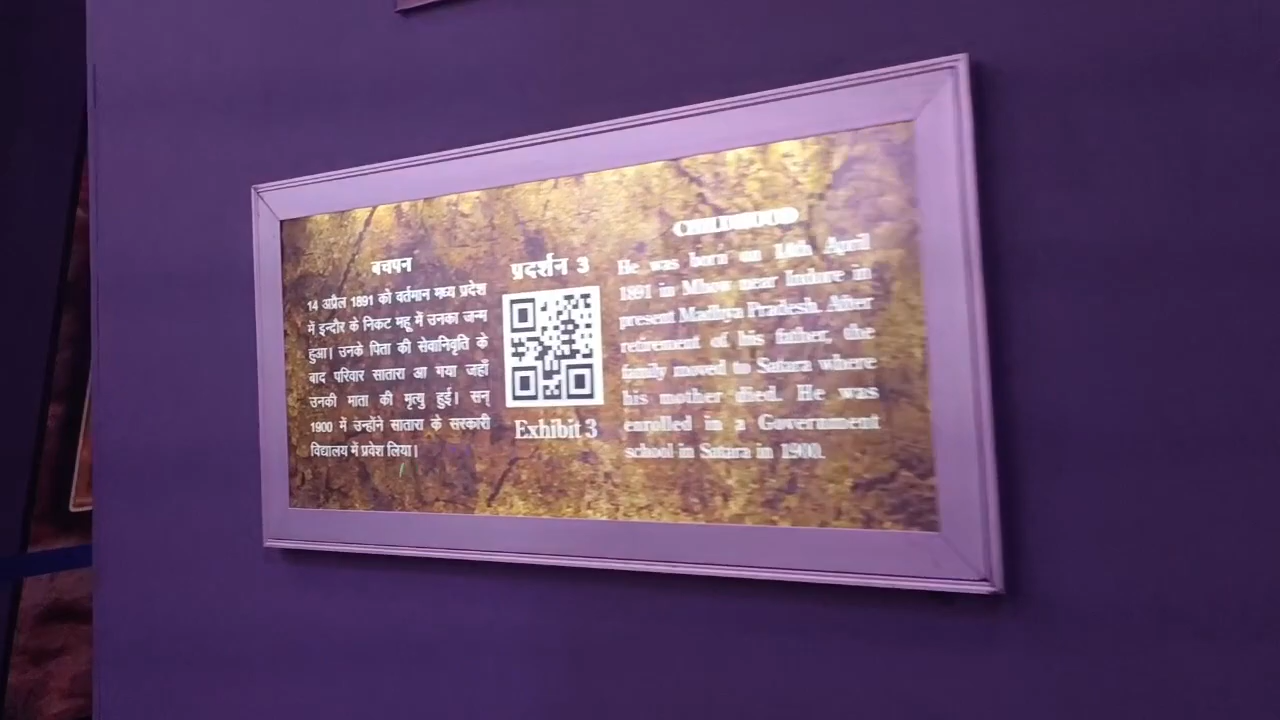 बचपन
14 अप्रैल 1891 को वर्तमान मध्य प्रदेश
में इन्दौर के निकट महू में उनका जन्म
हुआ। उनके पिता की सेवानिवृति के
बाद परिवार सातारा आ गया जहाँ
उनकी माता की मृत्यु हुई। सन्
1900 में उन्होंने सातारा के सरकारी
विद्यालय में प्रवेश लिया।
प्रदर्शन 3
Exhibit 3
CHILDHOOD
He was born on 14th April
1891 in Mhow near Indore in
present Madhya Pradesh. After
retirement of his father, the
family moved to Satara where
his mother died. He was
enrolled in a Government
school in Satara in 1900.